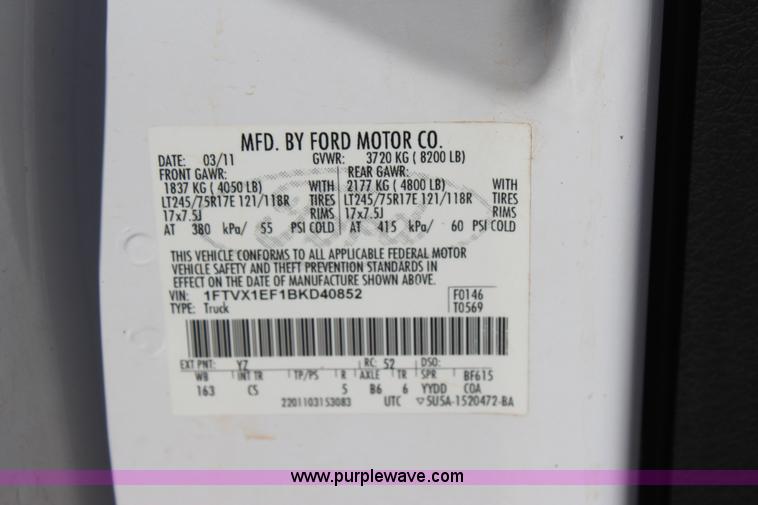 MFD. BY FORD MOTOR CO.
DATE: 03/11 GVWR: 3720 KG ( 8200 LB)
FRONT GAWR: REAR GAWR:
1837 KG ( 4050 LB) WITH 2177 KG ( 4800 LB) WITH
LT245/75R17E 121/118R TIRES LT245/75R17E 121/118R TIRES
17x7.5J RIMS 17x7.5J RIMS
AT 380 kPa/ 55 PSI COLD AT 415 kPa/ 60 PSI COLD
THIS VEHICLE CONFORMS TO ALL APPLICABLE FEDERAL MOTOR
VEHICLE SAFETY AND THEFT PREVENTION STANDARDS IN
EFFECT ON THE DATE OF MANUFACTURE SHOWN ABOVE.
VIN: 1FTVX1EF1BKD40852 F0146
TYPE: Truck T0569
EXT PNT: YZ RC: 52 DSO:
WB INT TR TP/PS R AXLE TR SPR BF615
163 CS 5 B6 6 YYDD COA
2201103153083 UTC ▽5U5A-1520472-BA
www.purplewave.com